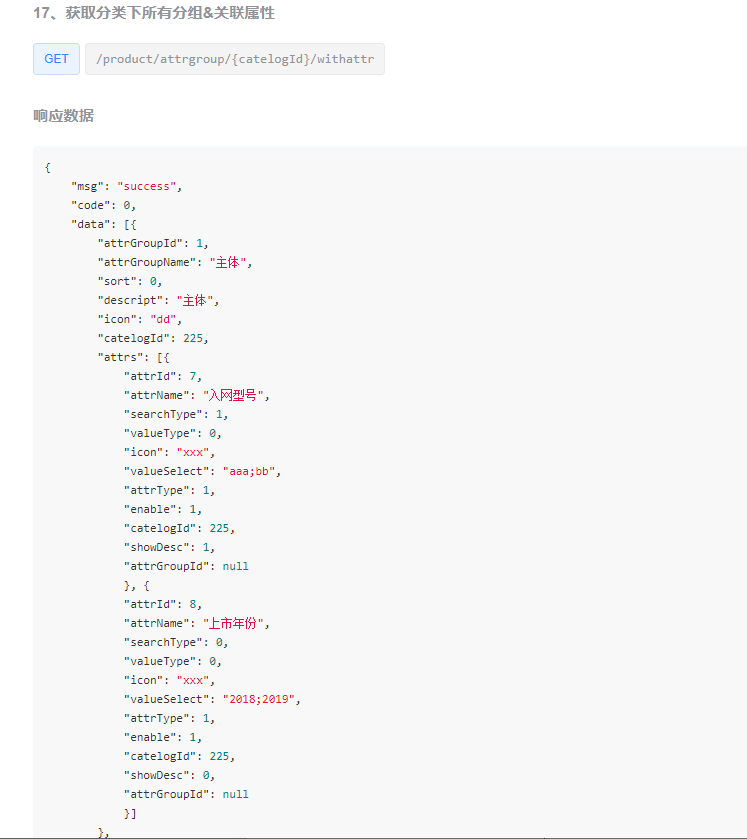 17、获取分类下所有分组&关联属性
GET /product/attrgroup/{catelogId}/withattr
响应数据
{
    "msg": "success",
    "code": 0,
    "data": [{
        "attrGroupId": 1,
        "attrGroupName": "主体",
        "sort": 0,
        "descript": "主体",
        "icon": "dd",
        "catelogId": 225,
        "attrs": [{
            "attrId": 7,
            "attrName": "入网型号",
            "searchType": 1,
            "valueType": 0,
            "icon": "xxx",
            "valueSelect": "aaa;bb",
            "attrType": 1,
            "enable": 1,
            "catelogId": 225,
            "showDesc": 1,
            "attrGroupId": null
            }, {
            "attrId": 8,
            "attrName": "上市年份",
            "searchType": 0,
            "valueType": 0,
            "icon": "xxx",
            "valueSelect": "2018;2019",
            "attrType": 1,
            "enable": 1,
            "catelogId": 225,
            "showDesc": 0,
            "attrGroupId": null
            }]
        },